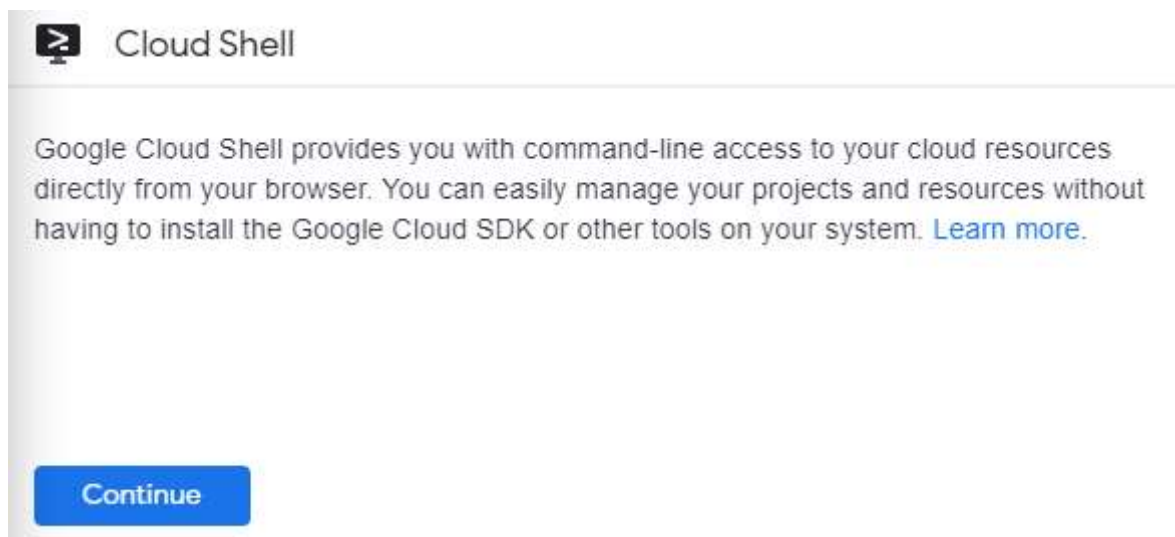 Cloud Shell
Google Cloud Shell provides you with command-line access to your cloud resources
directly from your browser. You can easily manage your projects and resources without
having to install the Google Cloud SDK or other tools on your system. Learn more.
Continue